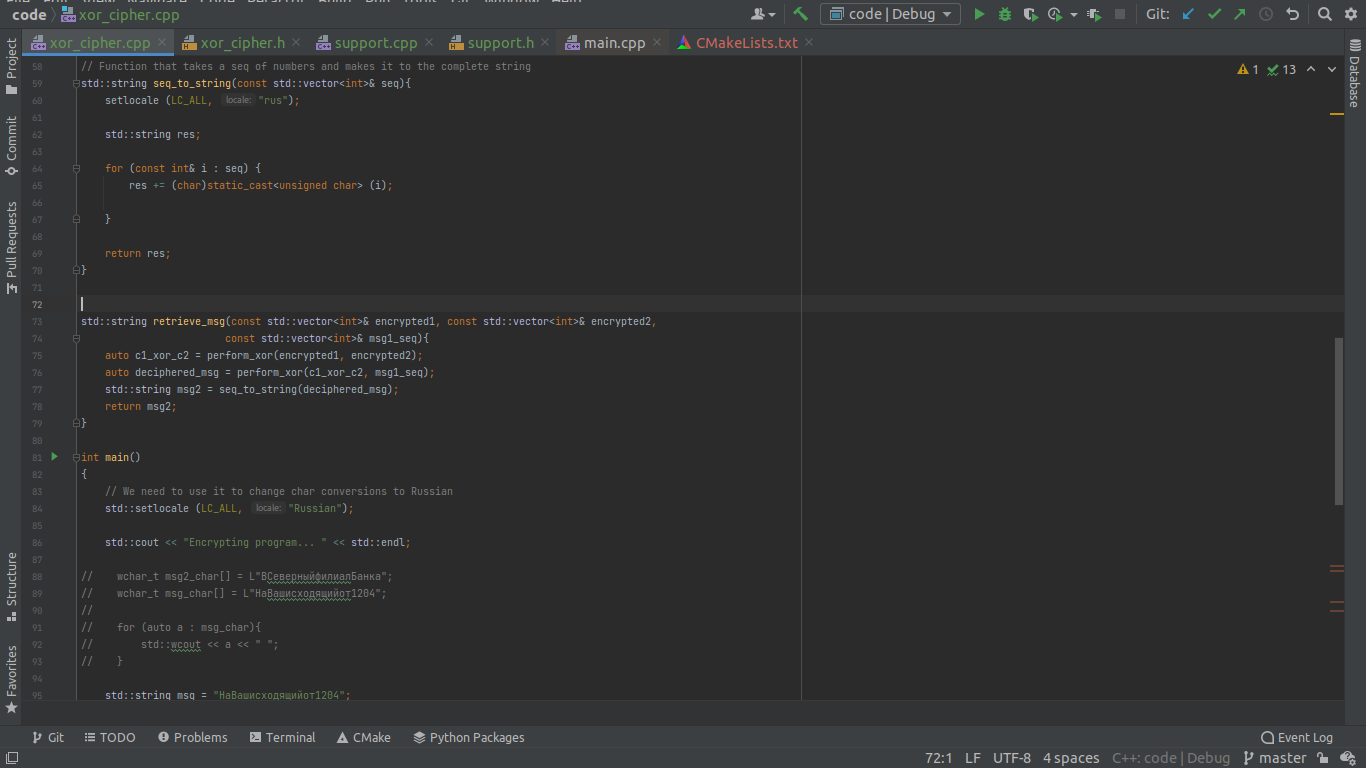 code
xor_cipher.cpp
code | Debug
Git:
xor_cipher.cpp
xor_cipher.h
support.cpp
support.h
main.cpp
CMakeLists.txt
Project
Commit
Pull Requests
Structure
Favorites
Database
1 13
58 // Function that takes a seq of numbers and makes it to the complete string
59 std::string seq_to_string(const std::vector<int>& seq){
60 setlocale (LC_ALL, locale: "rus");
61
62 std::string res;
63
64 for (const int& i : seq) {
65 res += (char)static_cast<unsigned char> (i);
66
67 }
68
69 return res;
70 }
71
72
73 std::string retrieve_msg(const std::vector<int>& encrypted1, const std::vector<int>& encrypted2,
74 const std::vector<int>& msg1_seq){
75 auto c1_xor_c2 = perform_xor(encrypted1, encrypted2);
76 auto deciphered_msg = perform_xor(c1_xor_c2, msg1_seq);
77 std::string msg2 = seq_to_string(deciphered_msg);
78 return msg2;
79 }
80
81 int main()
82 {
83 // We need to use it to change char conversions to Russian
84 std::setlocale (LC_ALL, locale: "Russian");
85
86 std::cout << "Encrypting program... " << std::endl;
87
88 // wchar_t msg2_char[] = L"ВСеверныйфилиалБанка";
89 // wchar_t msg_char[] = L"НаВашисходящийот1204";
90 //
91 // for (auto a : msg_char){
92 // std::wcout << a << " ";
93 // }
94
95 std::string msg = "НаВашисходящийот1204";
Git
TODO
Problems
Terminal
CMake
Python Packages
Event Log
72:1 LF UTF-8 4 spaces C++: code | Debug master